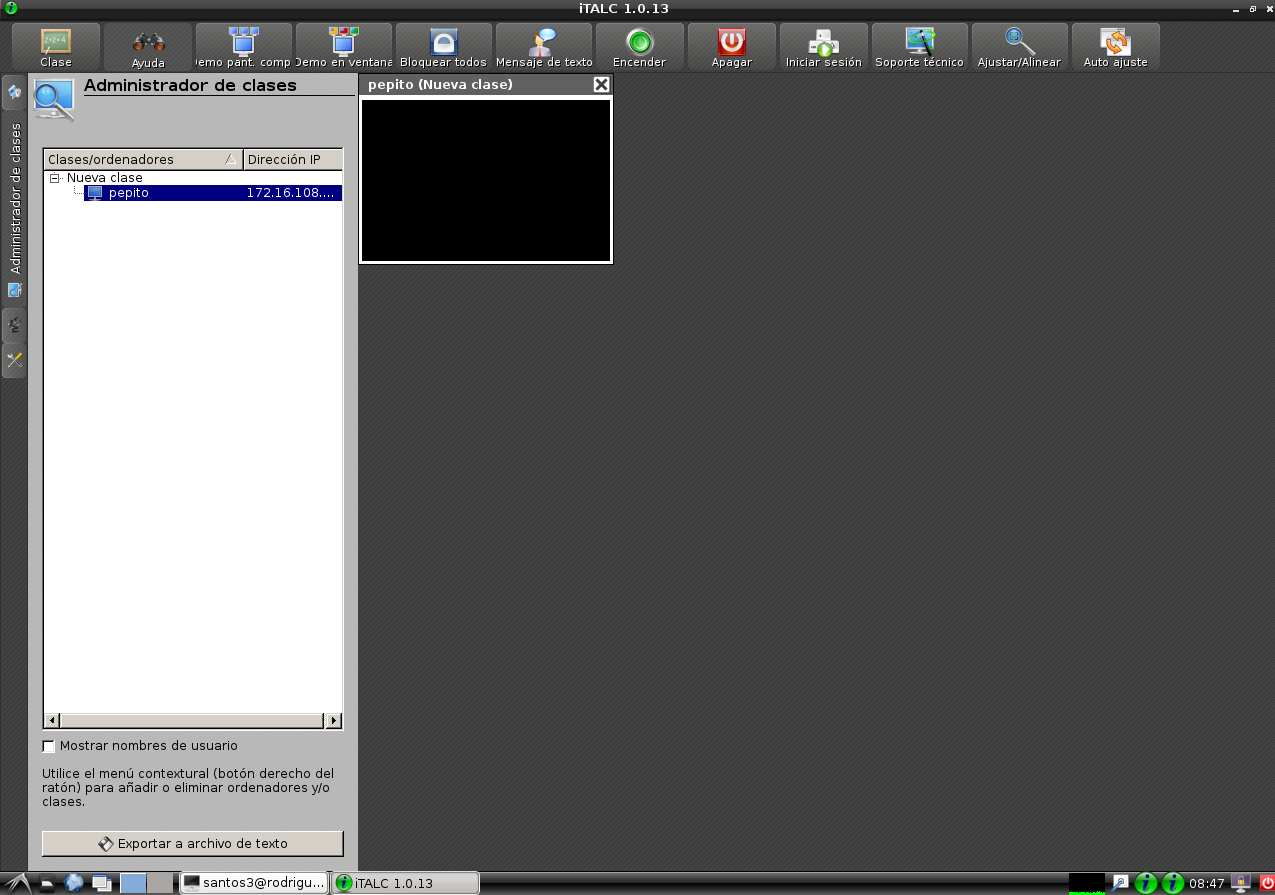 iTALC 1.0.13
Clase
Ayuda
emo pant. comp
Demo en ventana
Bloquear todos
Mensaje de texto
Encender
Apagar
Iniciar sesión
Soporte técnico
Ajustar/Alinear
Auto ajuste
Administrador de clases
Administrador de clases
pepito (Nueva clase)
Clases/ordenadores
Dirección IP
Nueva clase
pepito 172.16.108....
Mostrar nombres de usuario
Utilice el menú contextural (botón derecho del
ratón) para añadir o eliminar ordenadores y/o
clases.
Exportar a archivo de texto
santos3@rodrigu...
iTALC 1.0.13
08:47